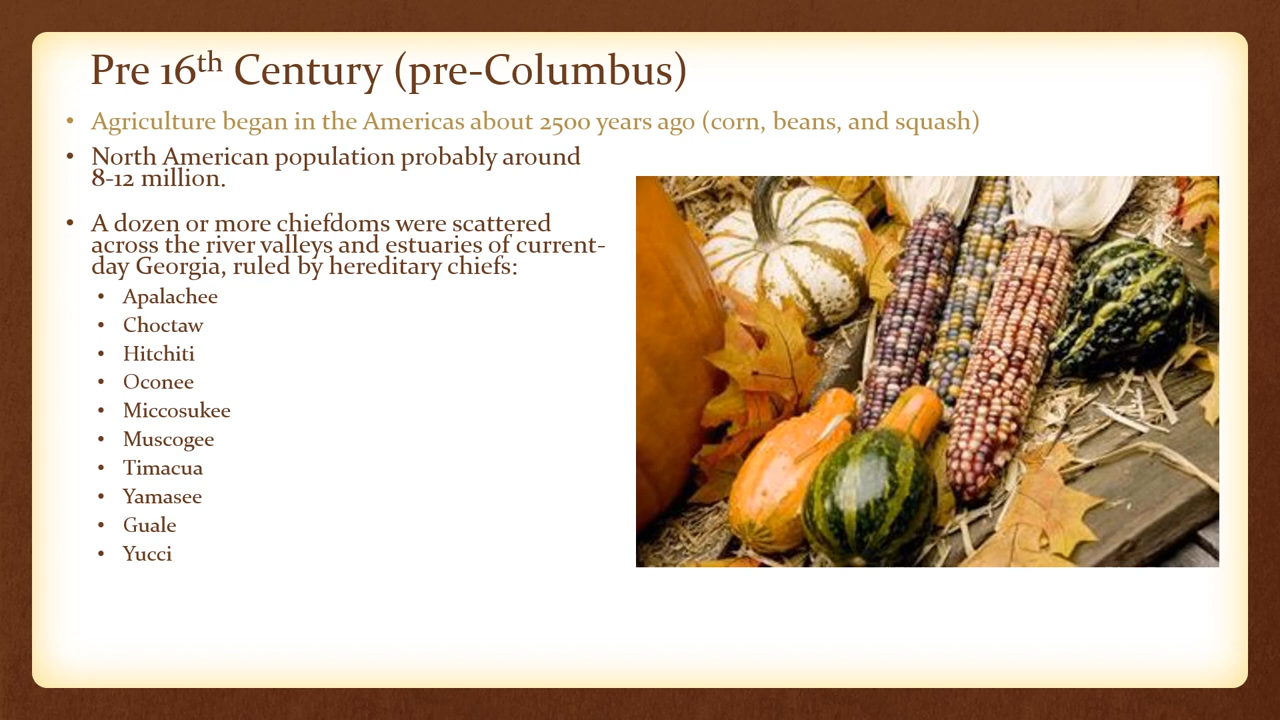 Pre 16th Century (pre-Columbus)
• Agriculture began in the Americas about 2500 years ago (corn, beans, and squash)
• North American population probably around
8-12 million.
• A dozen or more chiefdoms were scattered
across the river valleys and estuaries of current-
day Georgia, ruled by hereditary chiefs:
• Apalachee
• Choctaw
• Hitchiti
• Oconee
• Miccosukee
• Muscogee
• Timacua
• Yamasee
• Guale
• Yucci